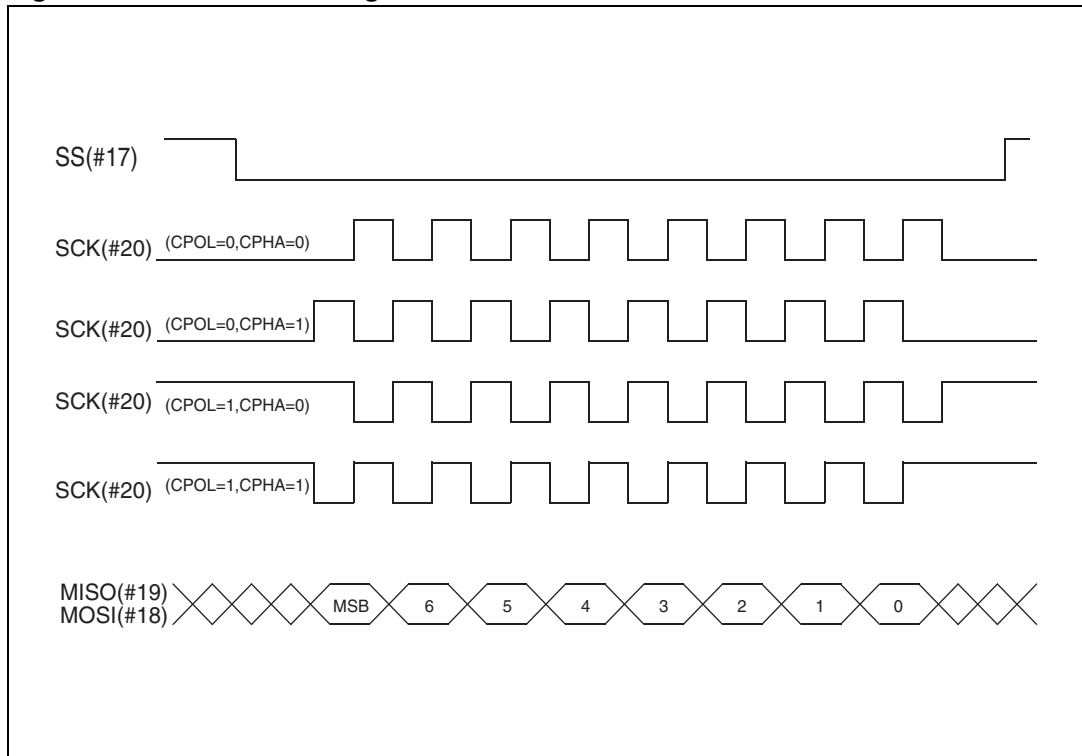 SS(#17)
SCK(#20) (CPOL=0,CPHA=0)
SCK(#20) (CPOL=0,CPHA=1)
SCK(#20) (CPOL=1,CPHA=0)
SCK(#20) (CPOL=1,CPHA=1)
MISO(#19)
MOSI(#18)
MSB 6 5 4 3 2 1 0